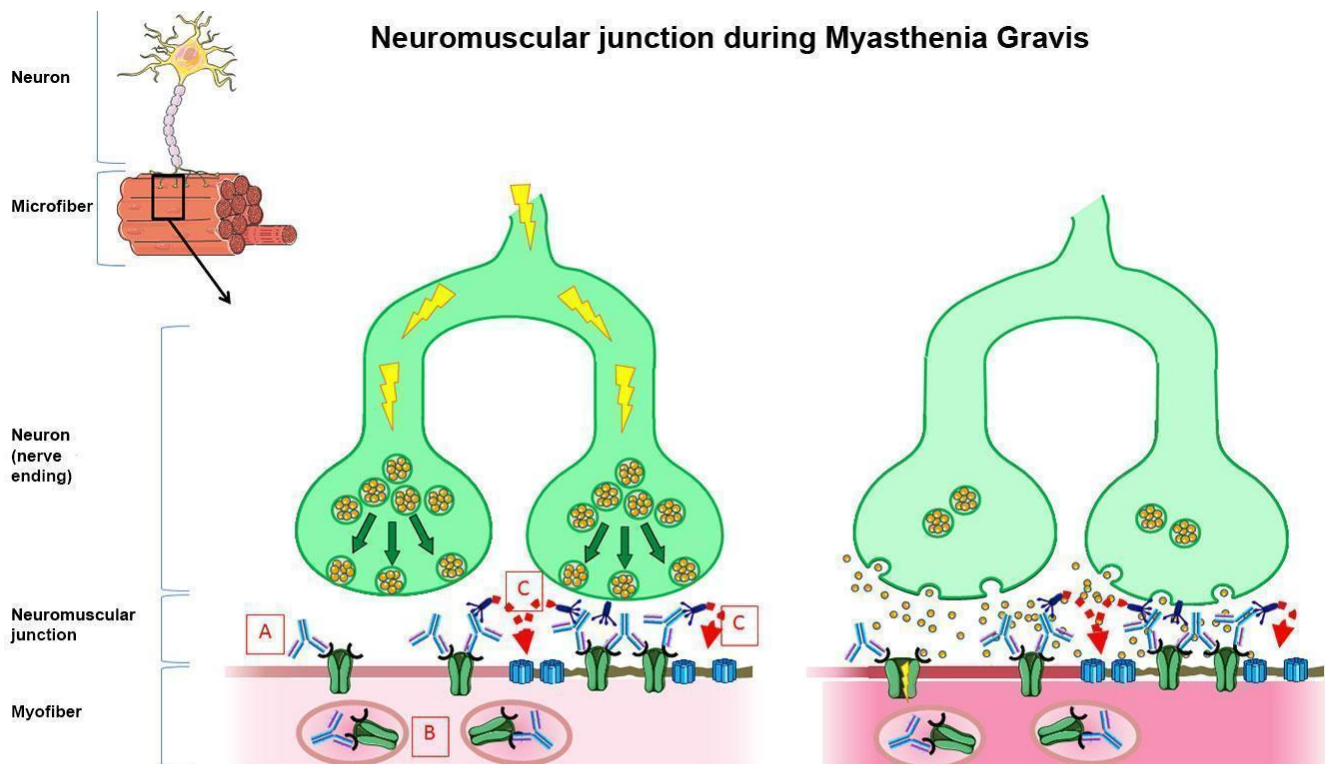 Neuromuscular junction during Myasthenia Gravis
Neuron
Microfiber
Neuron
(nerve
ending)
Neuromuscular
junction
Myofiber
A
C
C
B